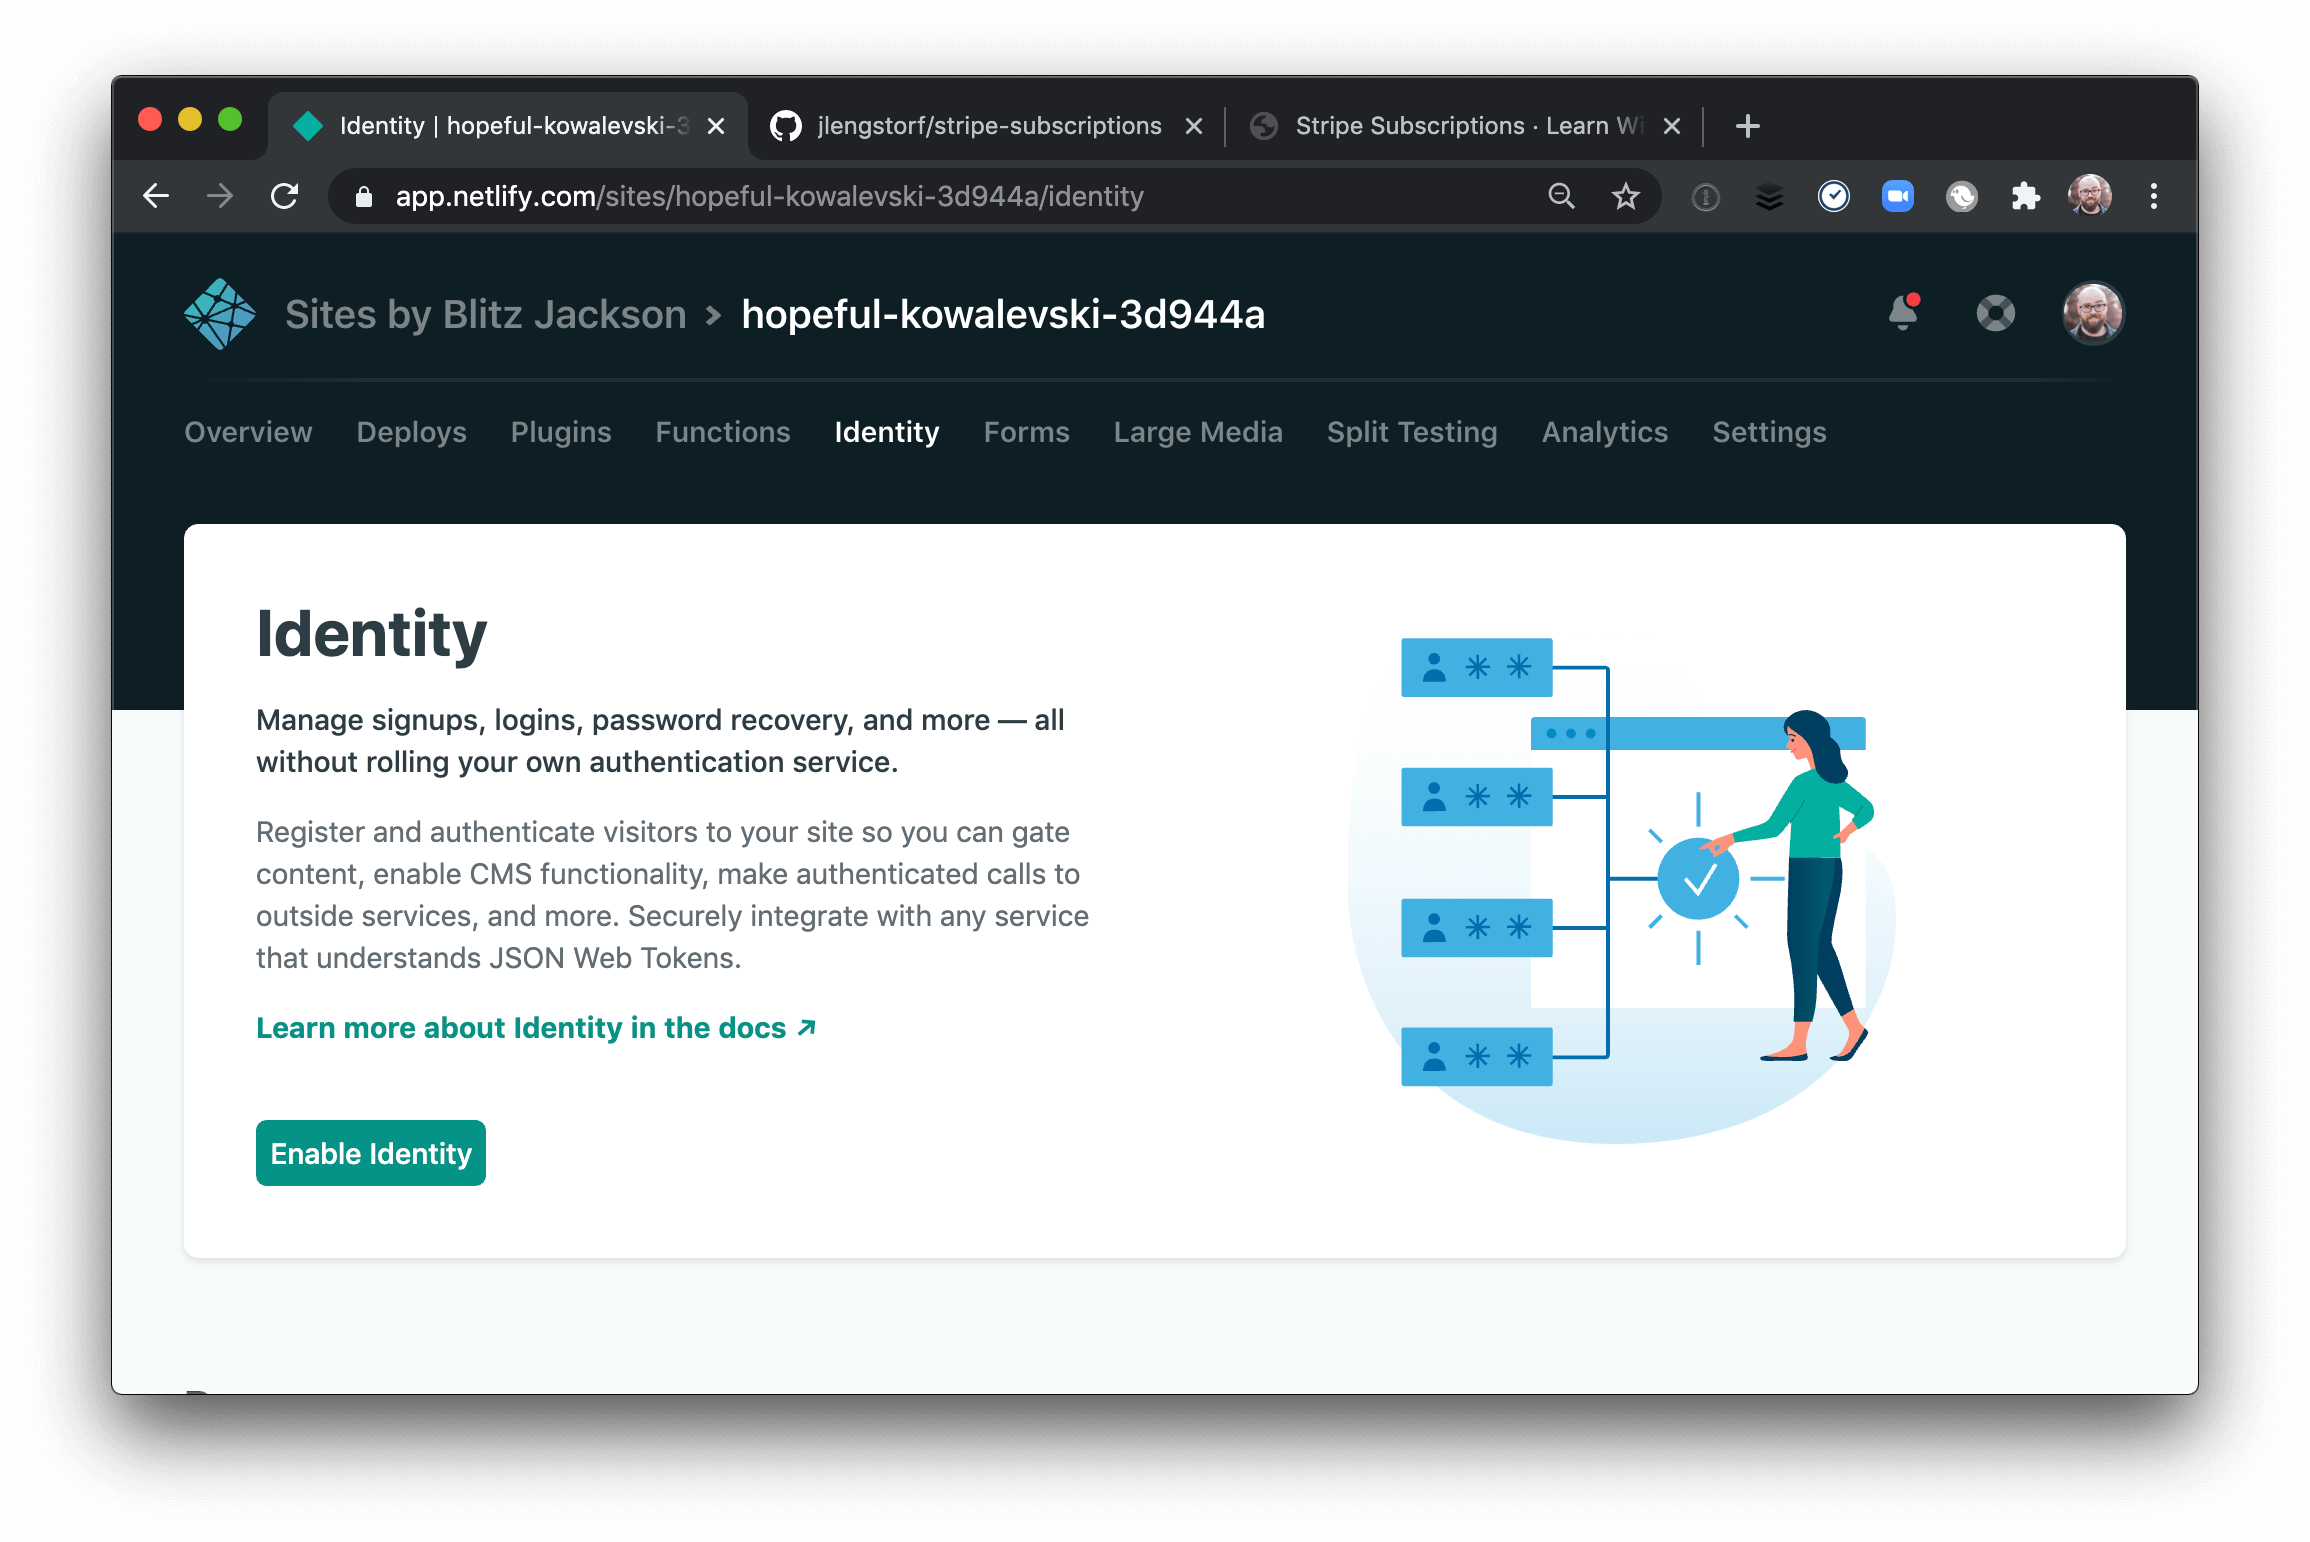 Identity | hopeful-kowalevski-3
jlengstorf/stripe-subscriptions
Stripe Subscriptions · Learn Wi
app.netlify.com/sites/hopeful-kowalevski-3d944a/identity
Sites by Blitz Jackson > hopeful-kowalevski-3d944a
Overview Deploys Plugins Functions Identity Forms Large Media Split Testing Analytics Settings
Identity
Manage signups, logins, password recovery, and more — all
without rolling your own authentication service.
Register and authenticate visitors to your site so you can gate
content, enable CMS functionality, make authenticated calls to
outside services, and more. Securely integrate with any service
that understands JSON Web Tokens.
Learn more about Identity in the docs ↗
Enable Identity